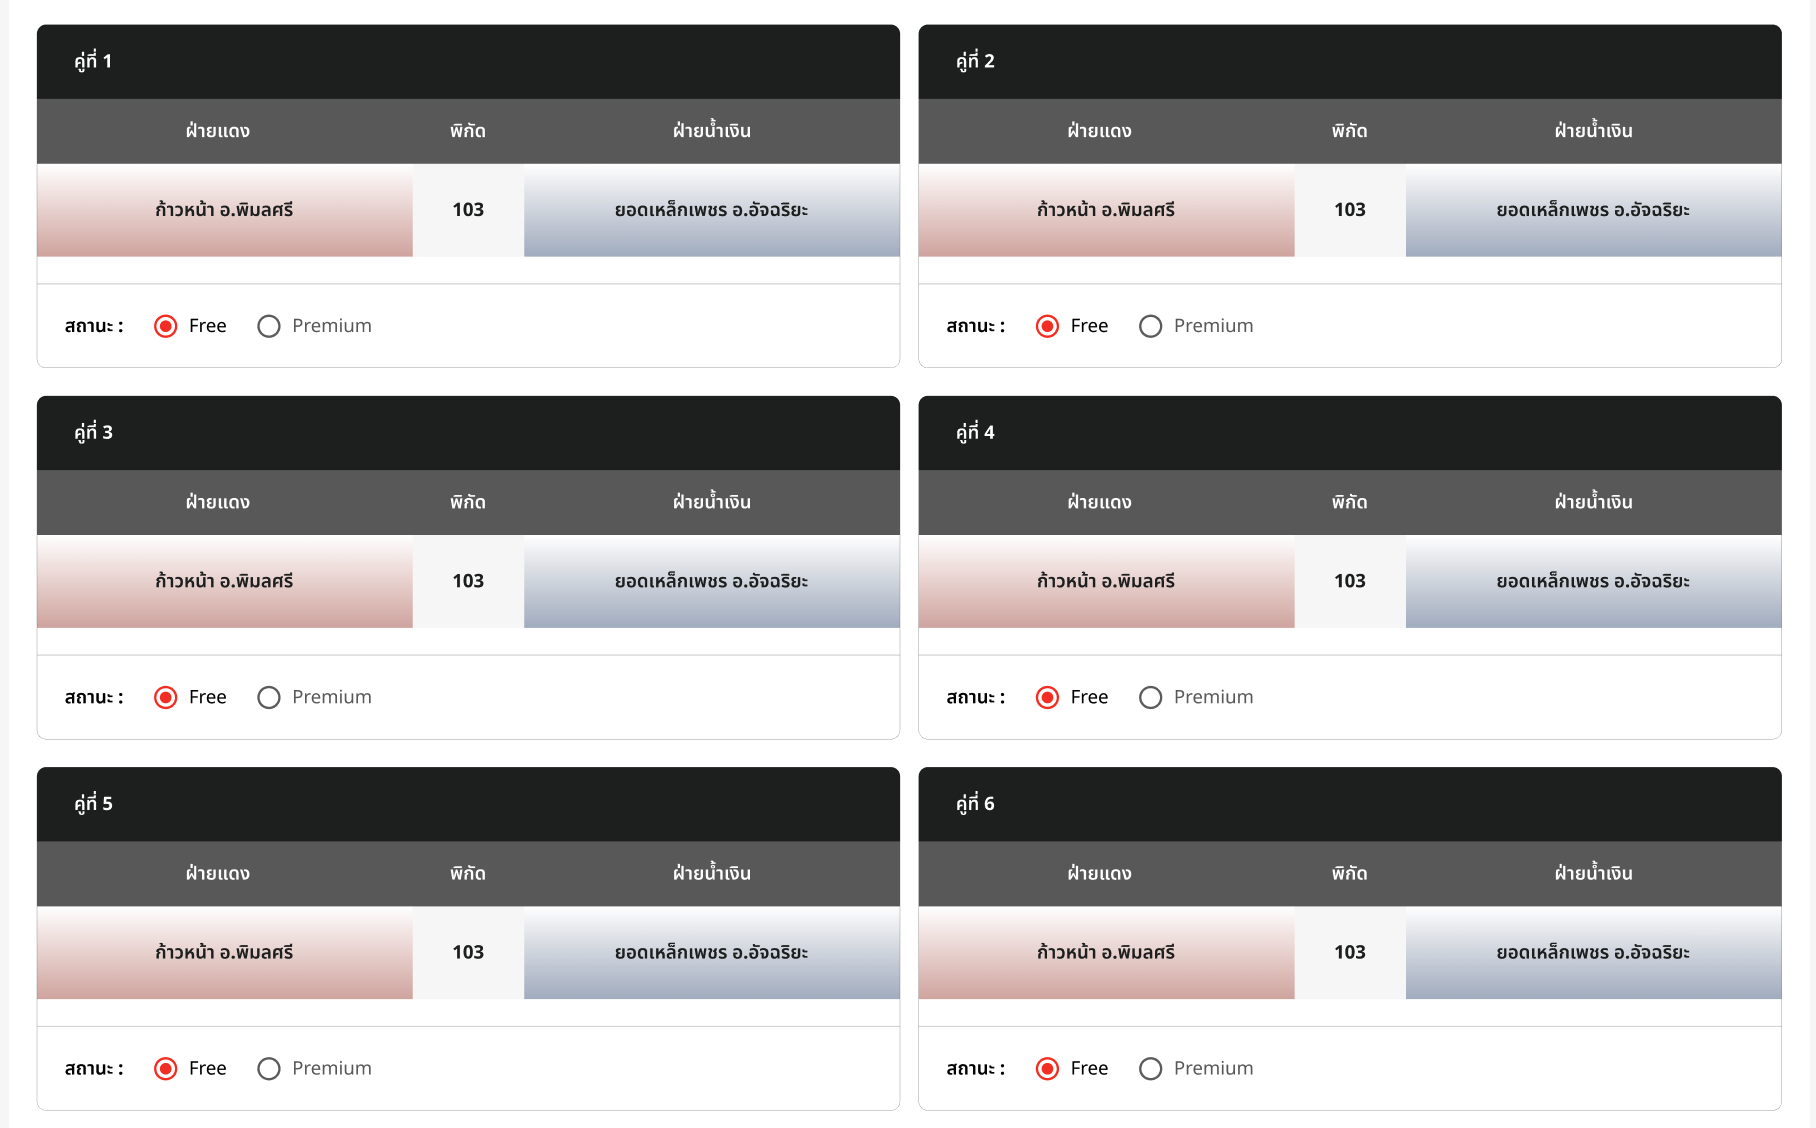 คู่ที่ 1
ฝ่ายแดง พิกัด ฝ่ายน้ำเงิน
ก้าวหน้า อ.พิมลศรี 103 ยอดเหล็กเพชร อ.อัจฉริยะ
สถานะ : Free Premium
คู่ที่ 2
ฝ่ายแดง พิกัด ฝ่ายน้ำเงิน
ก้าวหน้า อ.พิมลศรี 103 ยอดเหล็กเพชร อ.อัจฉริยะ
สถานะ : Free Premium
คู่ที่ 3
ฝ่ายแดง พิกัด ฝ่ายน้ำเงิน
ก้าวหน้า อ.พิมลศรี 103 ยอดเหล็กเพชร อ.อัจฉริยะ
สถานะ : Free Premium
คู่ที่ 4
ฝ่ายแดง พิกัด ฝ่ายน้ำเงิน
ก้าวหน้า อ.พิมลศรี 103 ยอดเหล็กเพชร อ.อัจฉริยะ
สถานะ : Free Premium
คู่ที่ 5
ฝ่ายแดง พิกัด ฝ่ายน้ำเงิน
ก้าวหน้า อ.พิมลศรี 103 ยอดเหล็กเพชร อ.อัจฉริยะ
สถานะ : Free Premium
คู่ที่ 6
ฝ่ายแดง พิกัด ฝ่ายน้ำเงิน
ก้าวหน้า อ.พิมลศรี 103 ยอดเหล็กเพชร อ.อัจฉริยะ
สถานะ : Free Premium